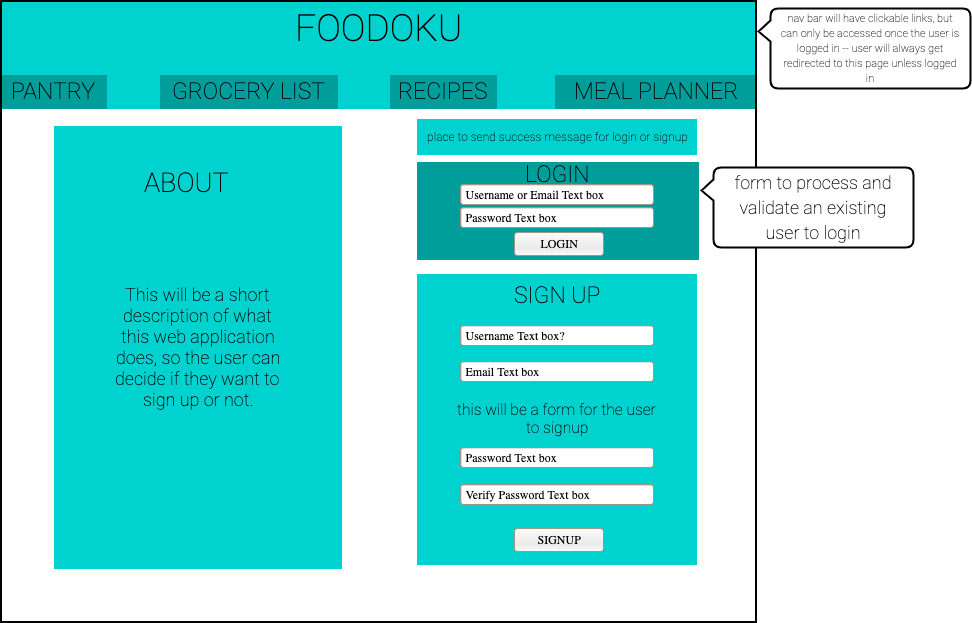 FOODOKU
nav bar will have clickable links, but
can only be accessed once the user is
logged in -- user will always get
redirected to this page unless logged
in
PANTRY
GROCERY LIST
RECIPES
MEAL PLANNER
ABOUT
This will be a short
description of what
this web application
does, so the user can
decide if they want to
sign up or not.
place to send success message for login or signup
LOGIN
Username or Email Text box
Password Text box
LOGIN
form to process and
validate an existing
user to login
SIGN UP
Username Text box?
Email Text box
this will be a form for the user
to signup
Password Text box
Verify Password Text box
SIGNUP